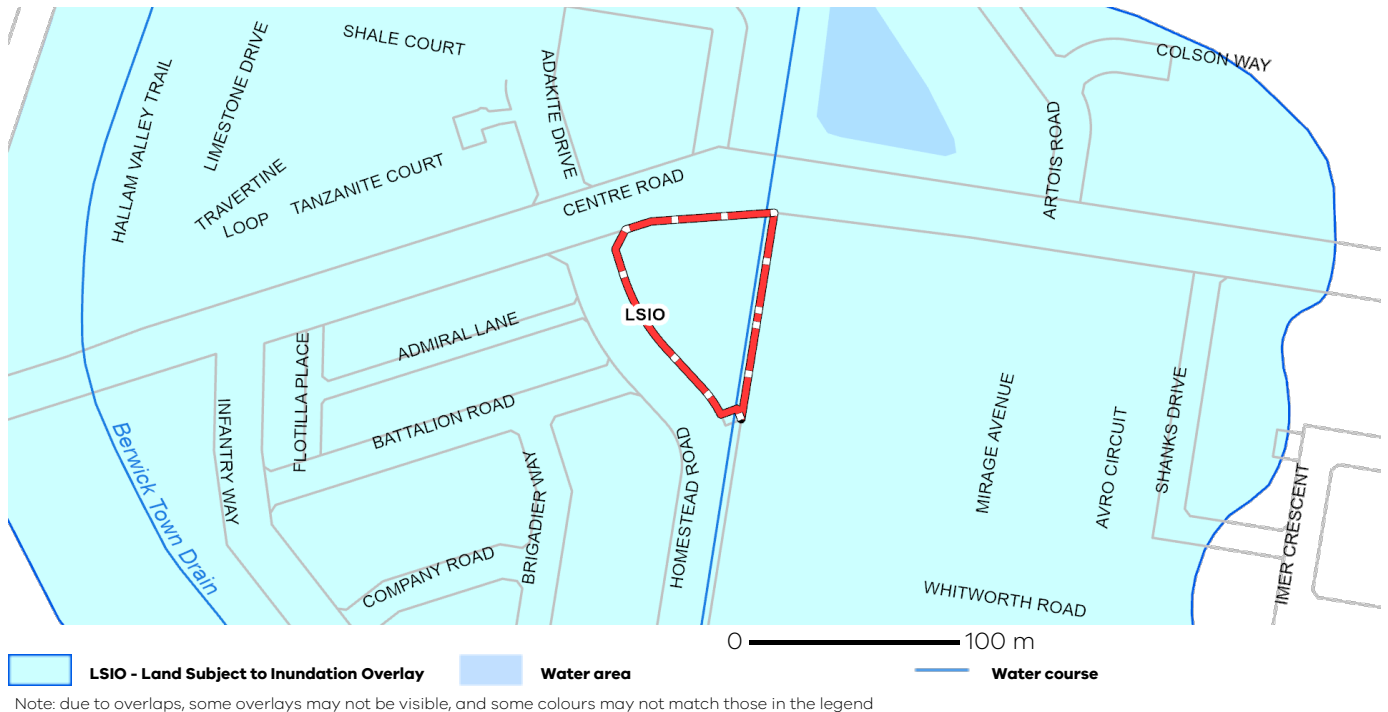 SHALE COURT
COLSON WAY
LIMESTONE DRIVE
HALLAM VALLEY TRAIL
ADAKITE DRIVE
ARTOIS ROAD
TRAVERTINE
LOOP
TANZANITE COURT
CENTRE ROAD
LSIO
ADMIRAL LANE
FLOTILLA PLACE
BATTALION ROAD
INFANTRY WAY
Berwick Town Drain
BRIGADIER WAY
COMPANY ROAD
HOMESTEAD ROAD
MIRAGE AVENUE
AVRO CIRCUIT
SHANKS DRIVE
IMER CRESCENT
WHITWORTH ROAD
0 100 m
LSIO - Land Subject to Inundation Overlay
Water area
Water course
Note: due to overlaps, some overlays may not be visible, and some colours may not match those in the legend